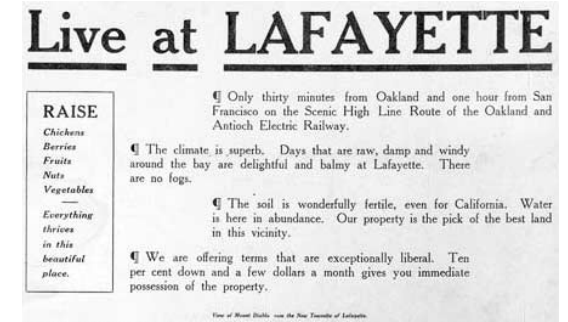 Live at LAFAYETTE
RAISE
Chickens
Berries
Fruits
Nuts
Vegetables
Everything
thrives
in this
beautiful
place.
¶ Only thirty minutes from Oakland and one hour from San
Francisco on the Scenic High Line Route of the Oakland and
Antioch Electric Railway.
¶ The climate is superb. Days that are raw, damp and windy
around the bay are delightful and balmy at Lafayette. There
are no fogs.
¶ The soil is wonderfully fertile, even for California. Water
is here in abundance. Our property is the pick of the best land
in this vicinity.
¶ We are offering terms that are exceptionally liberal. Ten
per cent down and a few dollars a month gives you immediate
possession of the property.
View of Mount Diablo from the New Townsite of Lafayette.